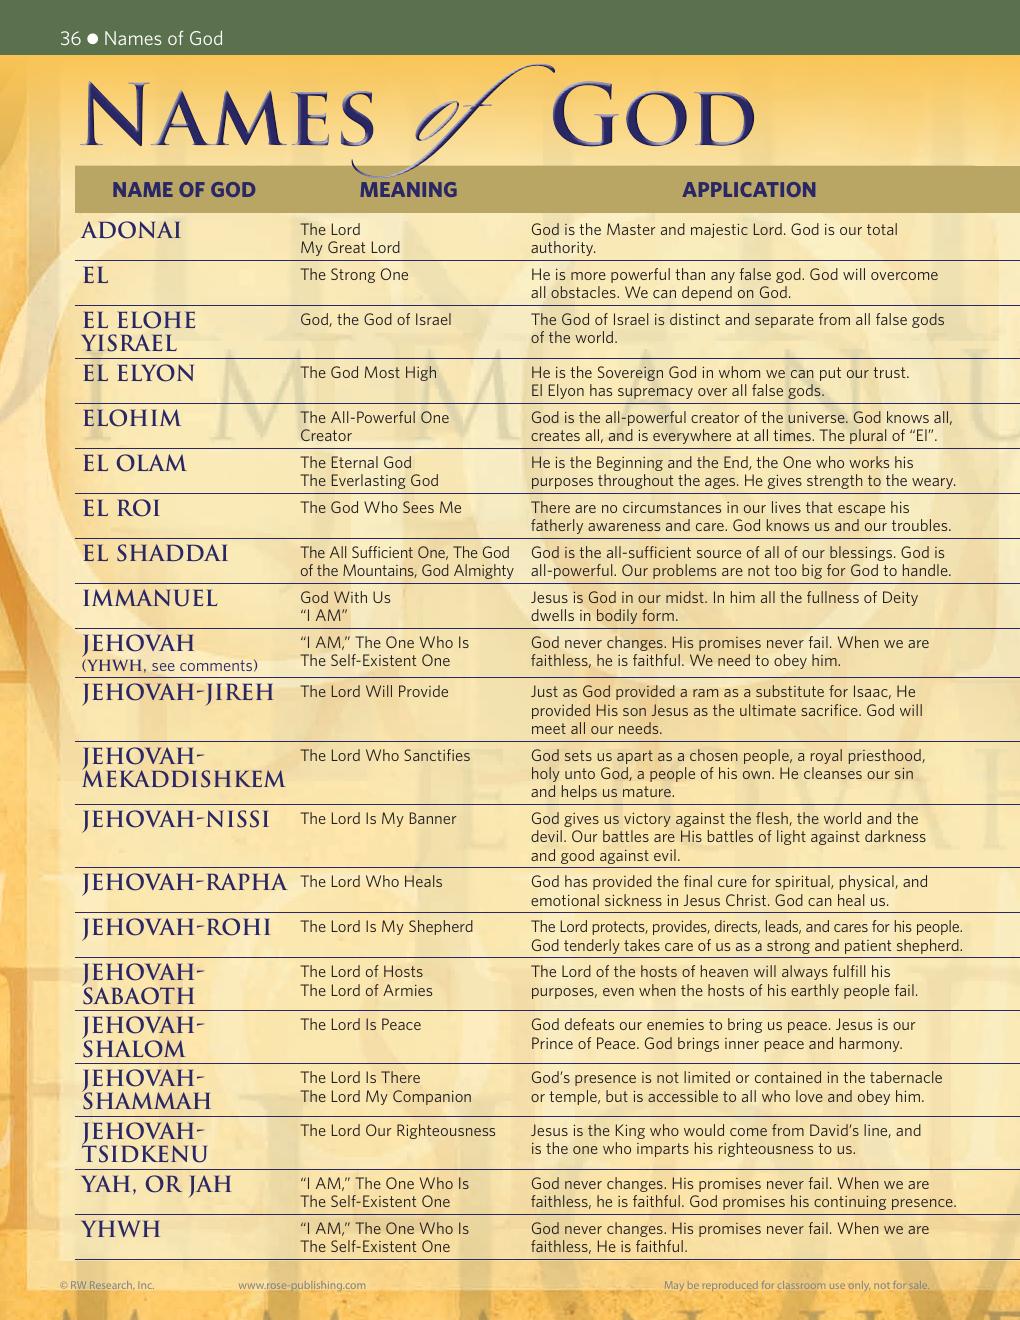 36 ● Names of God
Names of God
NAME OF GOD MEANING APPLICATION
ADONAI The Lord God is the Master and majestic Lord. God is our total
My Great Lord authority.
EL The Strong One He is more powerful than any false god. God will overcome
all obstacles. We can depend on God.
EL ELOHE God, the God of Israel The God of Israel is distinct and separate from all false gods
YISRAEL of the world.
EL ELYON The God Most High He is the Sovereign God in whom we can put our trust.
El Elyon has supremacy over all false gods.
ELOHIM The All-Powerful One God is the all-powerful creator of the universe. God knows all,
Creator creates all, and is everywhere at all times. The plural of “El”.
EL OLAM The Eternal God He is the Beginning and the End, the One who works his
The Everlasting God purposes throughout the ages. He gives strength to the weary.
EL ROI The God Who Sees Me There are no circumstances in our lives that escape his
fatherly awareness and care. God knows us and our troubles.
EL SHADDAI The All Sufficient One, The God God is the all-sufficient source of all of our blessings. God is
of the Mountains, God Almighty all-powerful. Our problems are not too big for God to handle.
IMMANUEL God With Us Jesus is God in our midst. In him all the fullness of Deity
“I AM” dwells in bodily form.
JEHOVAH “I AM,” The One Who Is God never changes. His promises never fail. When we are
(YHWH, see comments) The Self-Existent One faithless, he is faithful. We need to obey him.
JEHOVAH-JIREH The Lord Will Provide Just as God provided a ram as a substitute for Isaac, He
provided His son Jesus as the ultimate sacrifice. God will
meet all our needs.
JEHOVAH- The Lord Who Sanctifies God sets us apart as a chosen people, a royal priesthood,
MEKADDISHKEM holy unto God, a people of his own. He cleanses our sin
and helps us mature.
JEHOVAH-NISSI The Lord Is My Banner God gives us victory against the flesh, the world and the
devil. Our battles are His battles of light against darkness
and good against evil.
JEHOVAH-RAPHA The Lord Who Heals God has provided the final cure for spiritual, physical, and
emotional sickness in Jesus Christ. God can heal us.
JEHOVAH-ROHI The Lord Is My Shepherd The Lord protects, provides, directs, leads, and cares for his people.
God tenderly takes care of us as a strong and patient shepherd.
JEHOVAH- The Lord of Hosts The Lord of the hosts of heaven will always fulfill his
SABAOTH The Lord of Armies purposes, even when the hosts of his earthly people fail.
JEHOVAH- The Lord Is Peace God defeats our enemies to bring us peace. Jesus is our
SHALOM Prince of Peace. God brings inner peace and harmony.
JEHOVAH- The Lord Is There God’s presence is not limited or contained in the tabernacle
SHAMMAH The Lord My Companion or temple, but is accessible to all who love and obey him.
JEHOVAH- The Lord Our Righteousness Jesus is the King who would come from David’s line, and
TSIDKENU is the one who imparts his righteousness to us.
YAH, OR JAH “I AM,” The One Who Is God never changes. His promises never fail. When we are
The Self-Existent One faithless, he is faithful. God promises his continuing presence.
YHWH “I AM,” The One Who Is God never changes. His promises never fail. When we are
The Self-Existent One faithless, He is faithful.
© RW Research, Inc. www.rose-publishing.com May be reproduced for classroom use only, not for sale.